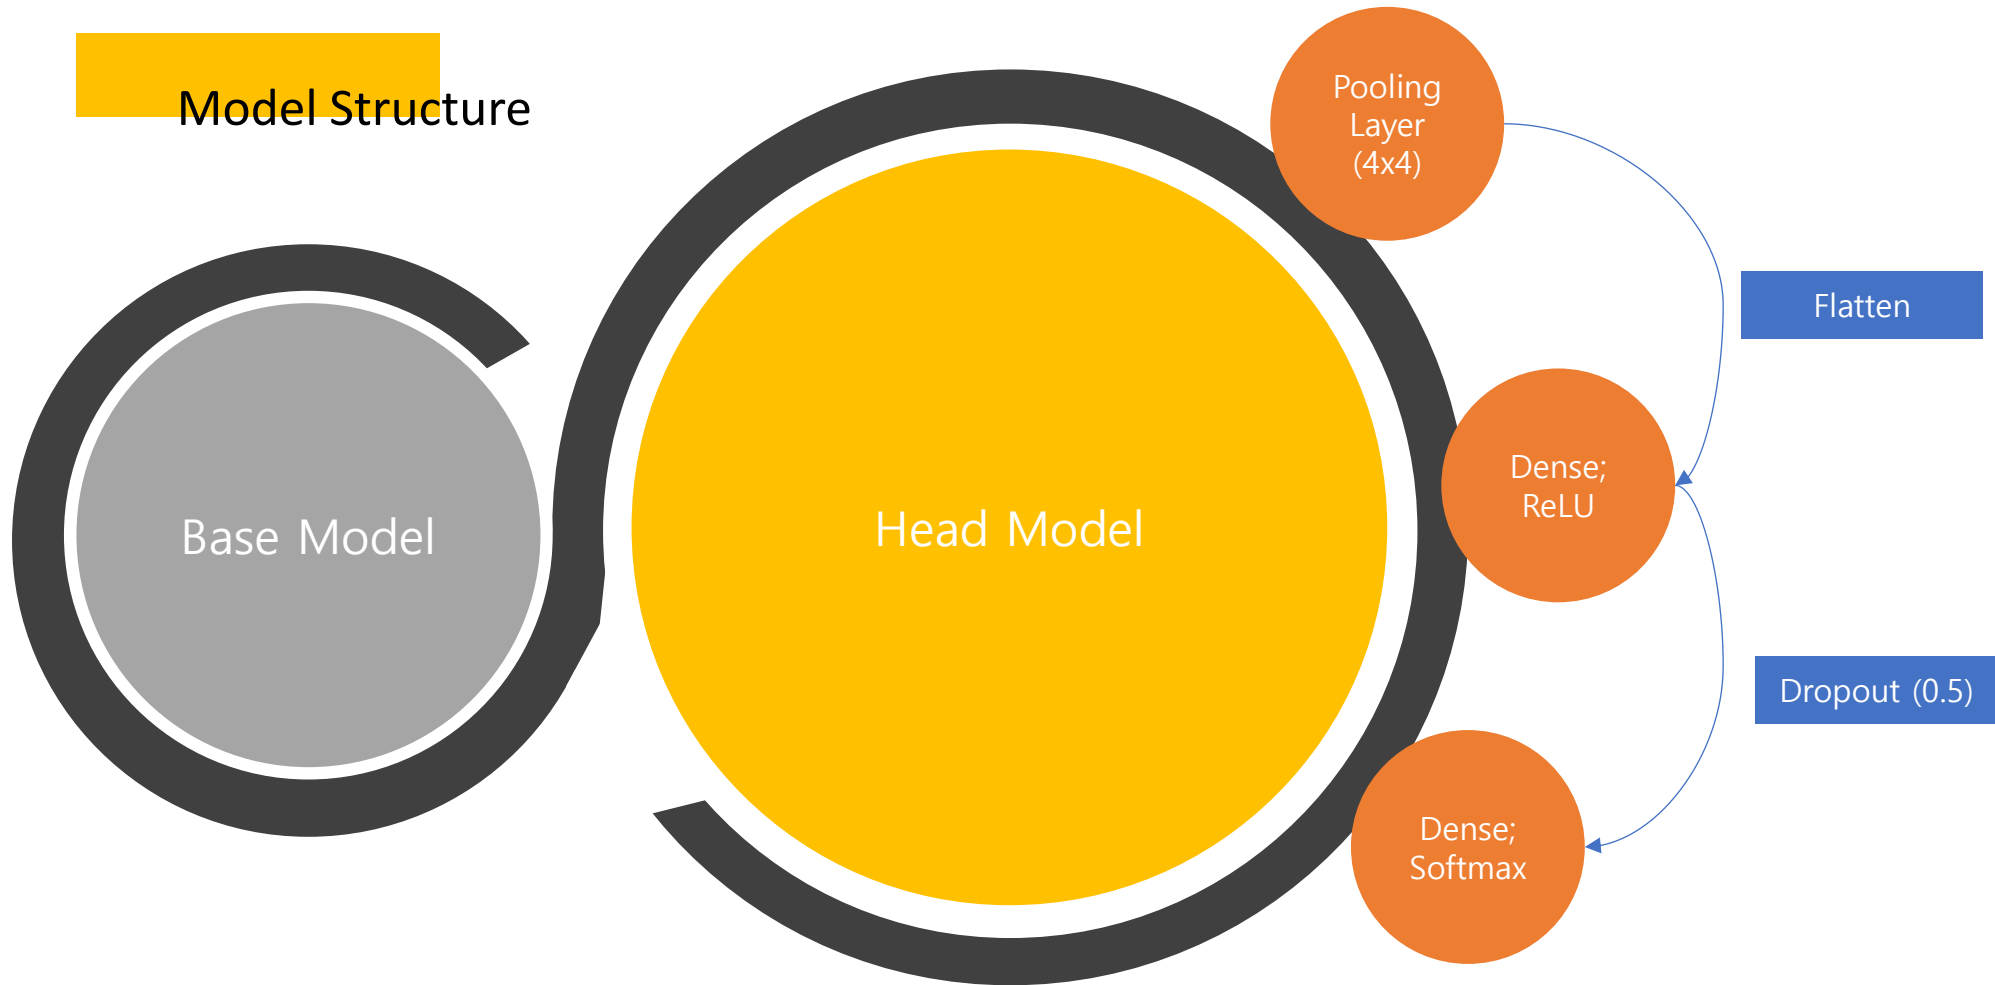 Model Structure
Base Model
Head Model
Pooling
Layer
(4x4)
Flatten
Dense;
ReLU
Dropout (0.5)
Dense;
Softmax